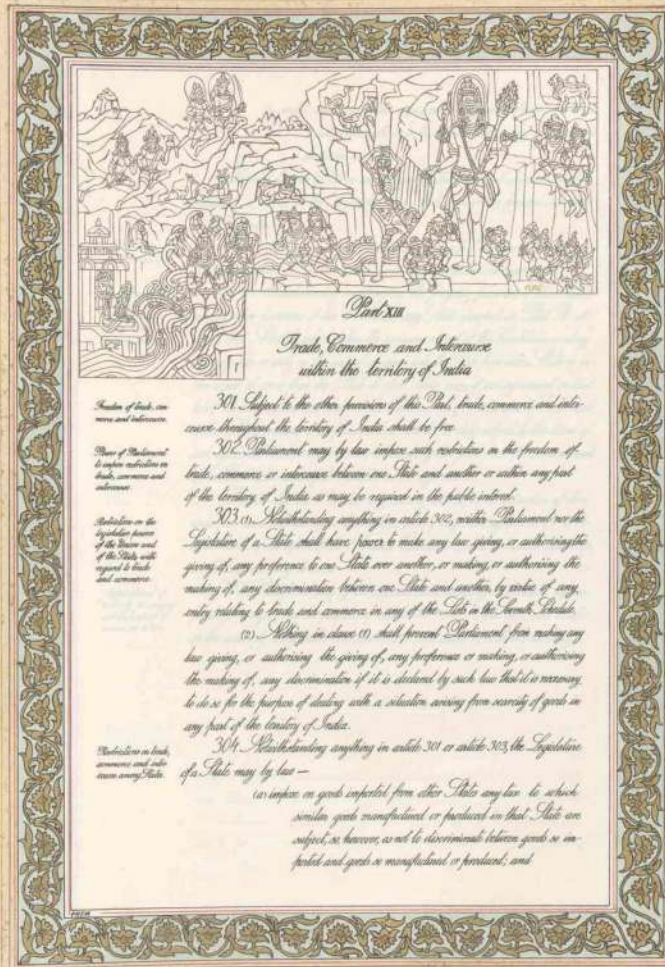 Part XIII
Trade, Commerce and Intercourse
within the territory of India
Freedom of trade, com-
merce and intercourse.
301. Subject to the other provisions of this Part, trade, commerce and inter-
course throughout the territory of India shall be free.
Power of Parliament
to impose restrictions on
trade, commerce and
intercourse.
302. Parliament may by law impose such restrictions on the freedom of
trade, commerce or intercourse between one State and another or within any part
of the territory of India as may be required in the public interest.
Restrictions on the
legislative powers
of the Union and
of the States with
regard to trade
and commerce.
303. (1) Notwithstanding anything in article 302, neither Parliament nor the
Legislature of a State shall have power to make any law giving, or authorising the
giving of, any preference to one State over another, or making, or authorising the
making of, any discrimination between one State and another, by virtue of any
entry relating to trade and commerce in any of the Lists in the Seventh Schedule.
(2) Nothing in clause (1) shall prevent Parliament from making any
law giving, or authorising the giving of, any preference or making, or authorising
the making of, any discrimination if it is declared by such law that it is necessary
to do so for the purpose of dealing with a situation arising from scarcity of goods in
any part of the territory of India.
Restrictions on trade,
commerce and inter-
course among States.
304. Notwithstanding anything in article 301 or article 303, the Legislature
of a State may by law —
(a) impose on goods imported from other States any tax to which
similar goods manufactured or produced in that State are
subject, so, however, as not to discriminate between goods so im-
ported and goods so manufactured or produced; and